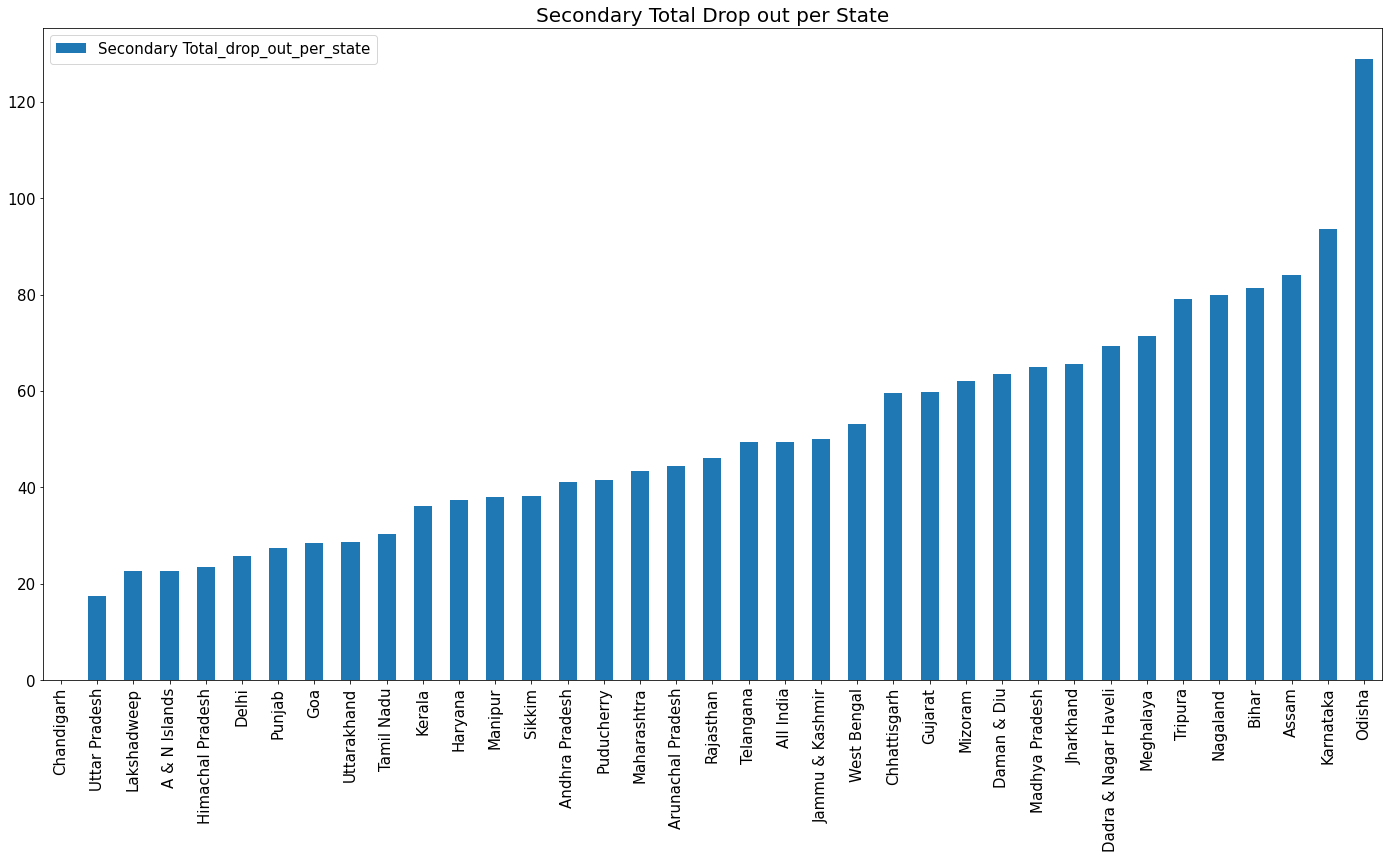 Secondary Total Drop out per State
Secondary Total_drop_out_per_state
120
100
80
60
40
20
0
Chandigarh
Uttar Pradesh
Lakshadweep
A & N Islands
Himachal Pradesh
Delhi
Punjab
Goa
Uttarakhand
Tamil Nadu
Kerala
Haryana
Manipur
Sikkim
Andhra Pradesh
Puducherry
Maharashtra
Arunachal Pradesh
Rajasthan
Telangana
All India
Jammu & Kashmir
West Bengal
Chhattisgarh
Gujarat
Mizoram
Daman & Diu
Madhya Pradesh
Jharkhand
Dadra & Nagar Haveli
Meghalaya
Tripura
Nagaland
Bihar
Assam
Karnataka
Odisha